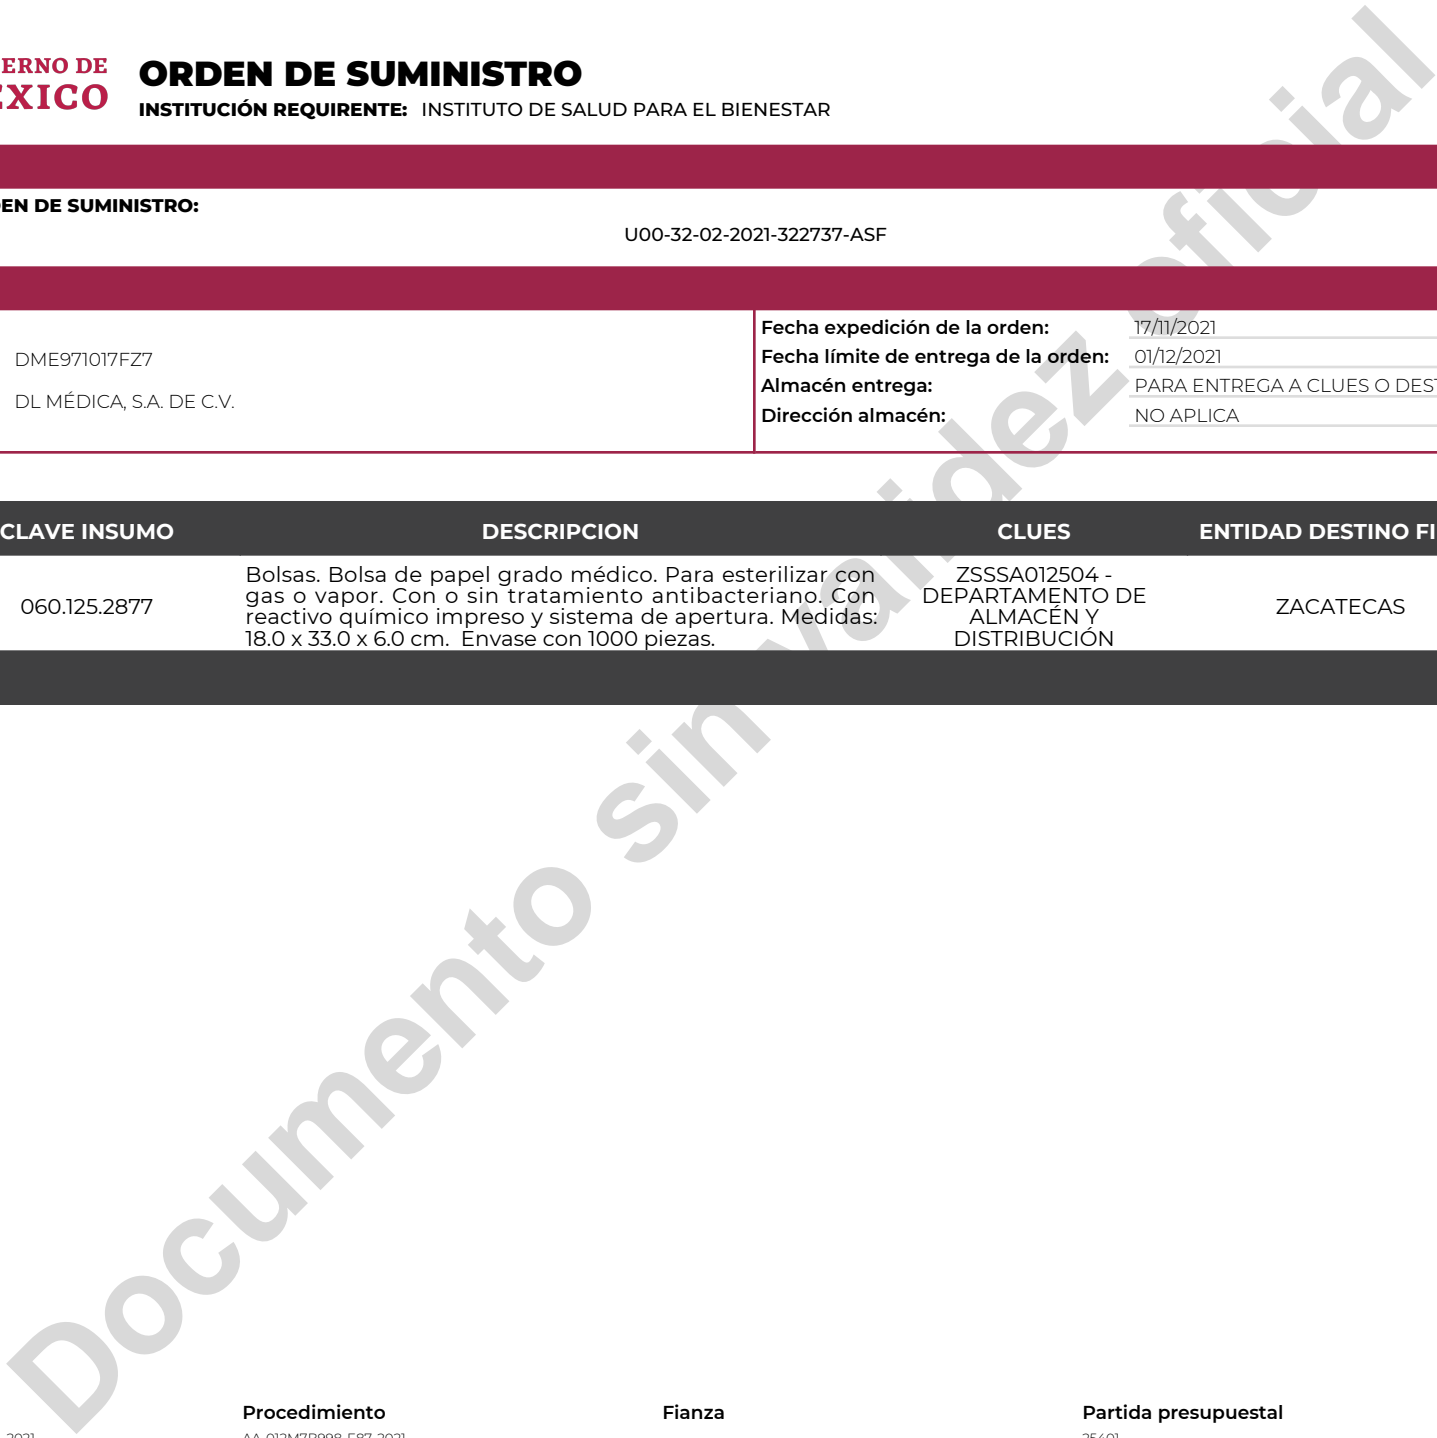 ERNO DE
EXICO
ORDEN DE SUMINISTRO
INSTITUCIÓN REQUIRENTE: INSTITUTO DE SALUD PARA EL BIENESTAR
EN DE SUMINISTRO:
U00-32-02-2021-322737-ASF
DME971017FZ7
DL MÉDICA, S.A. DE C.V.
Fecha expedición de la orden: 17/11/2021
Fecha límite de entrega de la orden: 01/12/2021
Almacén entrega: PARA ENTREGA A CLUES O DEST
Dirección almacén: NO APLICA
CLAVE INSUMO DESCRIPCION CLUES ENTIDAD DESTINO FI
060.125.2877
Bolsas. Bolsa de papel grado médico. Para esterilizar con
gas o vapor. Con o sin tratamiento antibacteriano. Con
reactivo químico impreso y sistema de apertura. Medidas:
18.0 x 33.0 x 6.0 cm. Envase con 1000 piezas.
ZSSSA012504 -
DEPARTAMENTO DE
ALMACÉN Y
DISTRIBUCIÓN
ZACATECAS
Documento sin validez oficial
Procedimiento Fianza Partida presupuestal